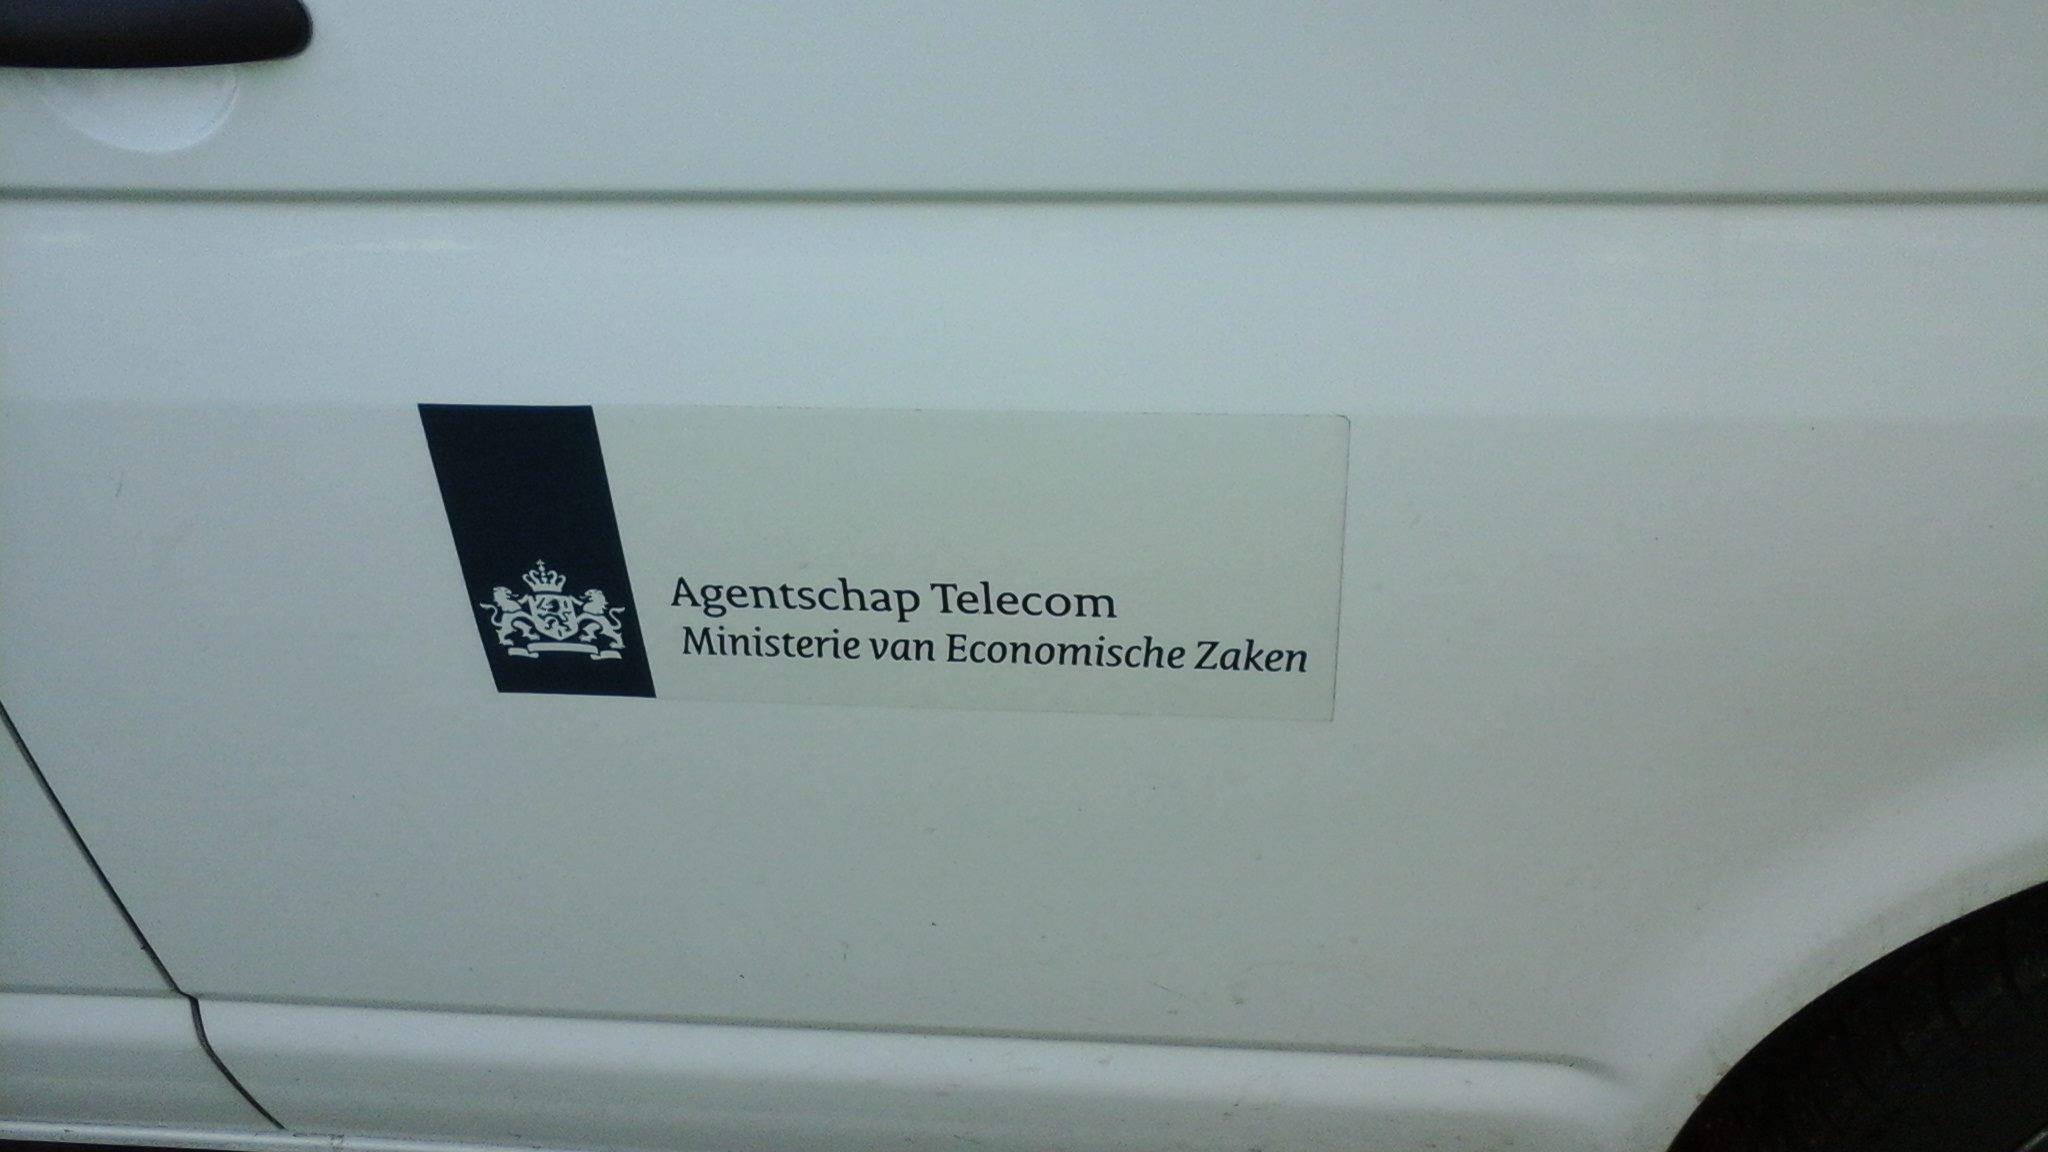 Agentschap Telecom
Ministerie van Economische Zaken